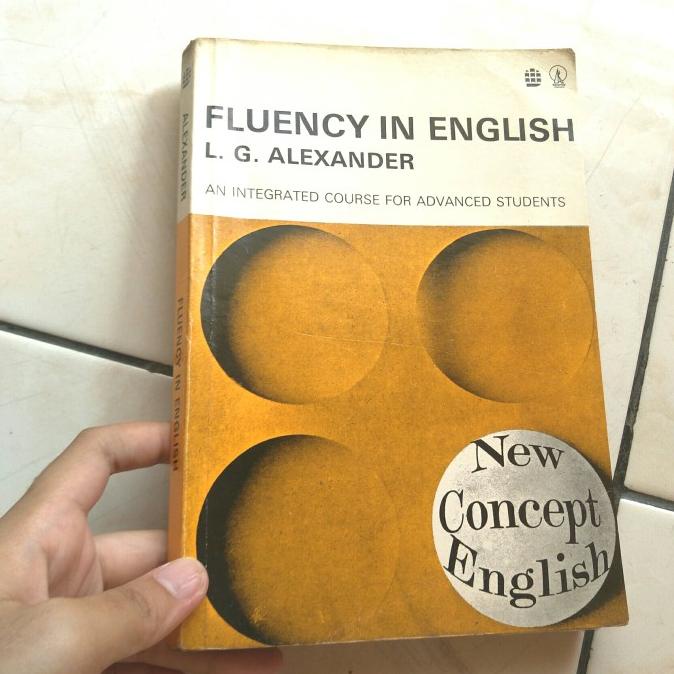 FLUENCY IN ENGLISH
L. G. ALEXANDER
AN INTEGRATED COURSE FOR ADVANCED STUDENTS
New
Concept
English
ALEXANDER
FLUENCY IN ENGLISH